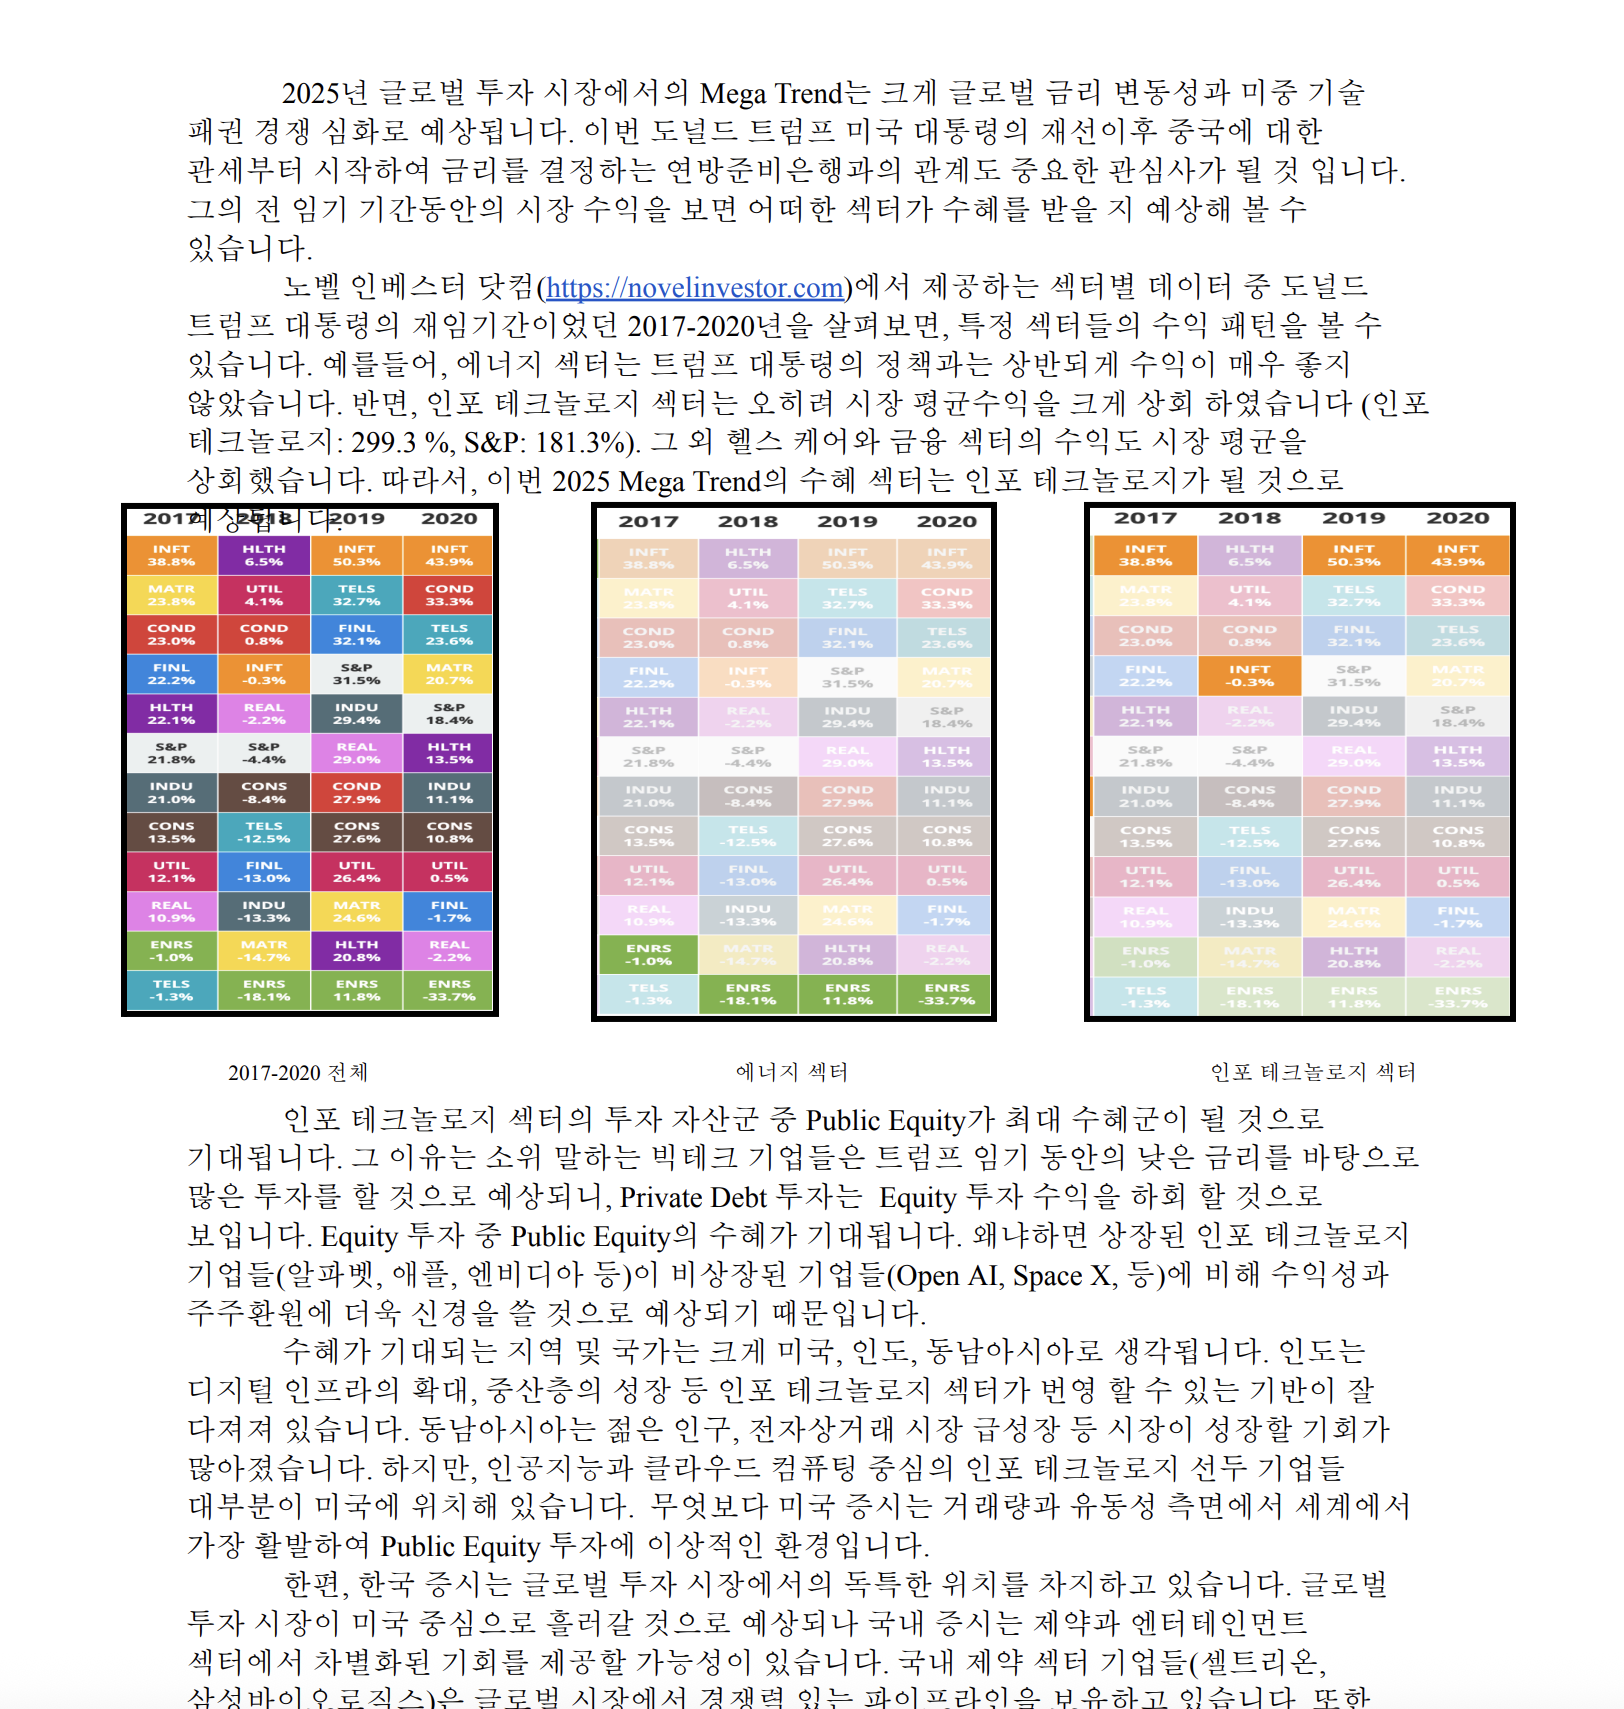 2025년 글로벌 투자 시장에서의 Mega Trend는 크게 글로벌 금리 변동성과 미중 기술
패권 경쟁 심화로 예상됩니다. 이번 도널드 트럼프 미국 대통령의 재선이후 중국에 대한
관세부터 시작하여 금리를 결정하는 연방준비은행과의 관계도 중요한 관심사가 될 것 입니다.
그의 전 임기 기간동안의 시장 수익을 보면 어떠한 섹터가 수혜를 받을 지 예상해 볼 수
있습니다.
노벨 인베스터 닷컴(https://novelinvestor.com)에서 제공하는 섹터별 데이터 중 도널드
트럼프 대통령의 재임기간이었던 2017-2020년을 살펴보면, 특정 섹터들의 수익 패턴을 볼 수
있습니다. 예를들어, 에너지 섹터는 트럼프 대통령의 정책과는 상반되게 수익이 매우 좋지
않았습니다. 반면, 인포 테크놀로지 섹터는 오히려 시장 평균수익을 크게 상회 하였습니다 (인포
테크놀로지: 299.3 %, S&P: 181.3%). 그 외 헬스 케어와 금융 섹터의 수익도 시장 평균을
상회했습니다. 따라서, 이번 2025 Mega Trend의 수혜 섹터는 인포 테크놀로지가 될 것으로
예상됩니다.
2017 2018 2019 2020
INFT HLTH INFT INFT
38.8% 6.5% 50.3% 43.9%
MATR UTIL TELS COND
23.8% 4.1% 32.7% 33.3%
COND COND FINL TELS
23.0% 0.8% 32.1% 23.6%
FINL INFT S&P MATR
22.2% -0.3% 31.5% 20.7%
HLTH REAL INDU S&P
22.1% -2.2% 29.4% 18.4%
S&P S&P REAL HLTH
21.8% -4.4% 29.0% 13.5%
INDU CONS COND INDU
21.0% -8.4% 27.9% 11.1%
CONS TELS CONS CONS
13.5% -12.5% 27.6% 10.8%
UTIL FINL UTIL UTIL
12.1% -13.0% 26.4% 0.5%
REAL INDU MATR FINL
10.9% -13.3% 24.6% -1.7%
ENRS MATR HLTH REAL
-1.0% -14.7% 20.8% -2.2%
TELS ENRS ENRS ENRS
-1.3% -18.1% 11.8% -33.7%
2017 2018 2019 2020
INFT HLTH INFT INFT
38.8% 6.5% 50.3% 43.9%
MATR UTIL TELS COND
23.8% 4.1% 32.7% 33.3%
COND COND FINL TELS
23.0% 0.8% 32.1% 23.6%
FINL INFT S&P MATR
22.2% -0.3% 31.5% 20.7%
HLTH REAL INDU S&P
22.1% -2.2% 29.4% 18.4%
S&P S&P REAL HLTH
21.8% -4.4% 29.0% 13.5%
INDU CONS COND INDU
21.0% -8.4% 27.9% 11.1%
CONS TELS CONS CONS
13.5% -12.5% 27.6% 10.8%
UTIL FINL UTIL UTIL
12.1% -13.0% 26.4% 0.5%
REAL INDU MATR FINL
10.9% -13.3% 24.6% -1.7%
ENRS MATR HLTH REAL
-1.0% -14.7% 20.8% -2.2%
TELS ENRS ENRS ENRS
-1.3% -18.1% 11.8% -33.7%
2017 2018 2019 2020
INFT HLTH INFT INFT
38.8% 6.5% 50.3% 43.9%
MATR UTIL TELS COND
23.8% 4.1% 32.7% 33.3%
COND COND FINL TELS
23.0% 0.8% 32.1% 23.6%
FINL INFT S&P MATR
22.2% -0.3% 31.5% 20.7%
HLTH REAL INDU S&P
22.1% -2.2% 29.4% 18.4%
S&P S&P REAL HLTH
21.8% -4.4% 29.0% 13.5%
INDU CONS COND INDU
21.0% -8.4% 27.9% 11.1%
CONS TELS CONS CONS
13.5% -12.5% 27.6% 10.8%
UTIL FINL UTIL UTIL
12.1% -13.0% 26.4% 0.5%
REAL INDU MATR FINL
10.9% -13.3% 24.6% -1.7%
ENRS MATR HLTH REAL
-1.0% -14.7% 20.8% -2.2%
TELS ENRS ENRS ENRS
-1.3% -18.1% 11.8% -33.7%
2017-2020 전체
에너지 섹터
인포 테크놀로지 섹터
인포 테크놀로지 섹터의 투자 자산군 중 Public Equity가 최대 수혜군이 될 것으로
기대됩니다. 그 이유는 소위 말하는 빅테크 기업들은 트럼프 임기 동안의 낮은 금리를 바탕으로
많은 투자를 할 것으로 예상되니, Private Debt 투자는 Equity 투자 수익을 하회 할 것으로
보입니다. Equity 투자 중 Public Equity의 수혜가 기대됩니다. 왜냐하면 상장된 인포 테크놀로지
기업들(알파벳, 애플, 엔비디아 등)이 비상장된 기업들(Open AI, Space X, 등)에 비해 수익성과
주주환원에 더욱 신경을 쓸 것으로 예상되기 때문입니다.
수혜가 기대되는 지역 및 국가는 크게 미국, 인도, 동남아시아로 생각됩니다. 인도는
디지털 인프라의 확대, 중산층의 성장 등 인포 테크놀로지 섹터가 번영 할 수 있는 기반이 잘
다져져 있습니다. 동남아시아는 젊은 인구, 전자상거래 시장 급성장 등 시장이 성장할 기회가
많아졌습니다. 하지만, 인공지능과 클라우드 컴퓨팅 중심의 인포 테크놀로지 선두 기업들
대부분이 미국에 위치해 있습니다. 무엇보다 미국 증시는 거래량과 유동성 측면에서 세계에서
가장 활발하여 Public Equity 투자에 이상적인 환경입니다.
한편, 한국 증시는 글로벌 투자 시장에서의 독특한 위치를 차지하고 있습니다. 글로벌
투자 시장이 미국 중심으로 흘러갈 것으로 예상되나 국내 증시는 제약과 엔터테인먼트
섹터에서 차별화된 기회를 제공할 가능성이 있습니다. 국내 제약 섹터 기업들(셀트리온,
삼성바이오로직스)은 글로벌 시장에서 경쟁력 있는 파이프라인을 보유하고 있습니다. 또한